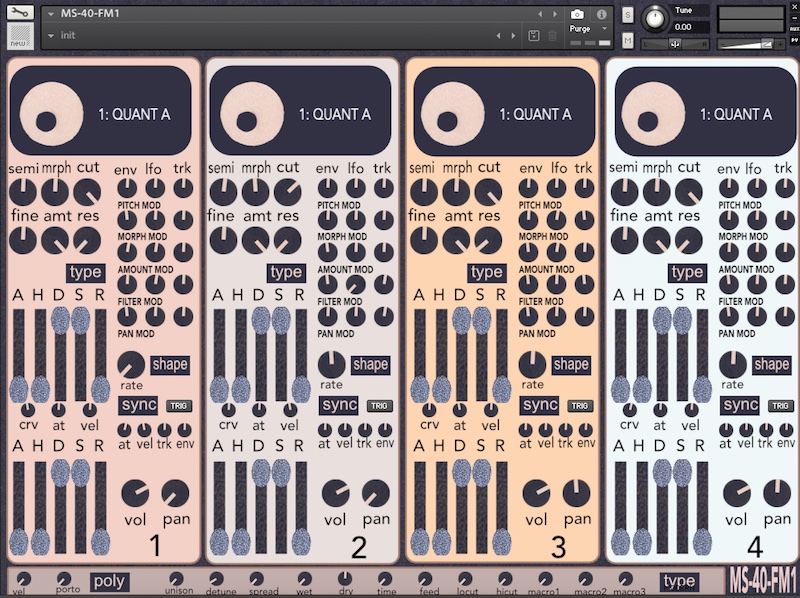 MS-40-FM1
init
new
Purge
S
M
Tune
0.00
AUX
PV
1: QUANT A
semi mrph cut
env lfo trk
PITCH MOD
fine amt res
MORPH MOD
AMOUNT MOD
type
FILTER MOD
A H D S R
PAN MOD
rate shape
sync TRIG
crv at vel
at vel trk env
A H D S R
vol pan
1
1: QUANT A
semi mrph cut
env lfo trk
PITCH MOD
fine amt res
MORPH MOD
AMOUNT MOD
type
FILTER MOD
A H D S R
PAN MOD
rate shape
sync TRIG
crv at vel
at vel trk env
A H D S R
vol pan
2
1: QUANT A
semi mrph cut
env lfo trk
PITCH MOD
fine amt res
MORPH MOD
AMOUNT MOD
type
FILTER MOD
A H D S R
PAN MOD
rate shape
sync TRIG
crv at vel
at vel trk env
A H D S R
vol pan
3
1: QUANT A
semi mrph cut
env lfo trk
PITCH MOD
fine amt res
MORPH MOD
AMOUNT MOD
type
FILTER MOD
A H D S R
PAN MOD
rate shape
sync TRIG
crv at vel
at vel trk env
A H D S R
vol pan
4
vel porto poly unison detune spread wet dry time feed locut hicut macro1 macro2 macro3 type MS-40-FM1